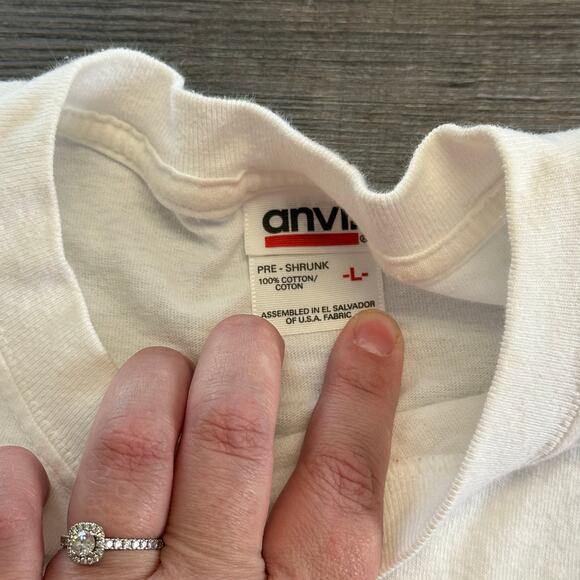 anvil
®
PRE - SHRUNK
100% COTTON/
COTON
-L-
ASSEMBLED IN EL SALVADOR
OF U.S.A. FABRIC